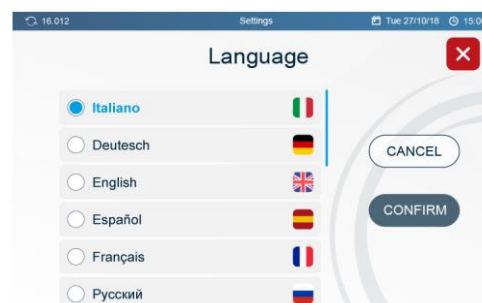 16.012 Settings Tue 27/10/18 15:0
Language
Italiano
Deutesch
English
Español
Français
Русский
CANCEL
CONFIRM